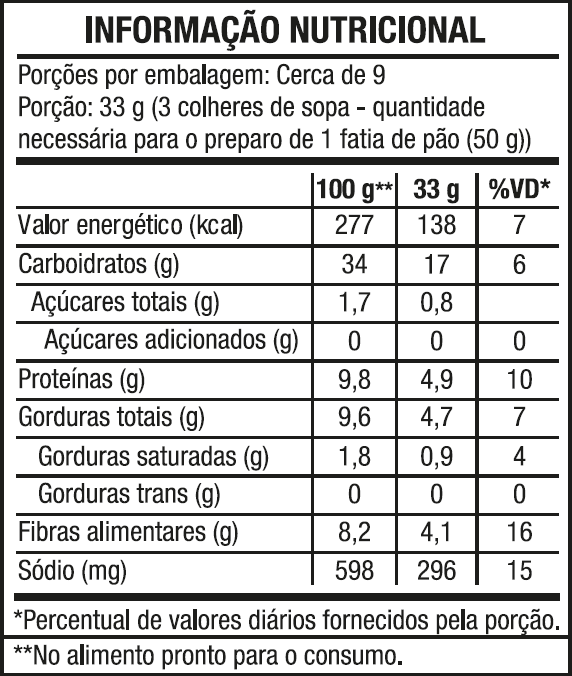 INFORMAÇÃO NUTRICIONAL
Porções por embalagem: Cerca de 9
Porção: 33 g (3 colheres de sopa - quantidade
necessária para o preparo de 1 fatia de pão (50 g))
100 g** 33 g %VD*
Valor energético (kcal) 277 138 7
Carboidratos (g) 34 17 6
Açúcares totais (g) 1,7 0,8
Açúcares adicionados (g) 0 0 0
Proteínas (g) 9,8 4,9 10
Gorduras totais (g) 9,6 4,7 7
Gorduras saturadas (g) 1,8 0,9 4
Gorduras trans (g) 0 0 0
Fibras alimentares (g) 8,2 4,1 16
Sódio (mg) 598 296 15
*Percentual de valores diários fornecidos pela porção.
**No alimento pronto para o consumo.